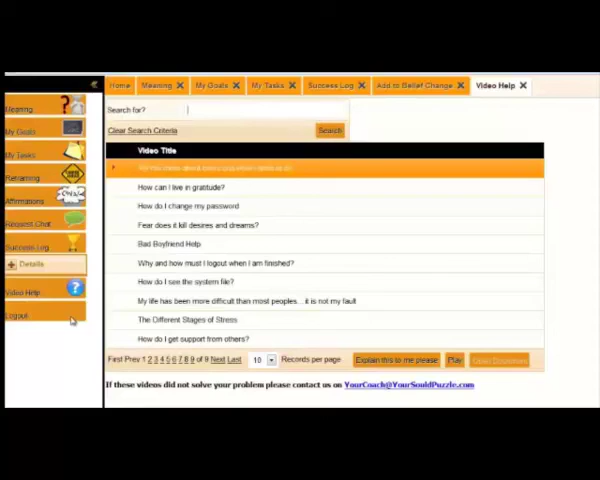 Home Meaning My Goals My Tasks Success Log Add to Belief Change Video Help
Meaning
My Goals
My Tasks
Reframing
Affirmations
Request Chat
Success Log
Details
Video Help
Logout
Search for?
Clear Search Criteria Search
Video Title
How can I live in gratitude?
How do I change my password
Fear does it kill desires and dreams?
Bad Boyfriend Help
Why and how must I logout when I am finished?
How do I see the system file?
My life has been more difficult than most peoples... it is not my fault
The Different Stages of Stress
How do I get support from others?
First Prev 1 2 3 4 5 6 7 8 9 of 9 Next Last 10 Records per page Explain this to me please Play
If these videos did not solve your problem please contact us on YourCoach@YourSouldPuzzle.com